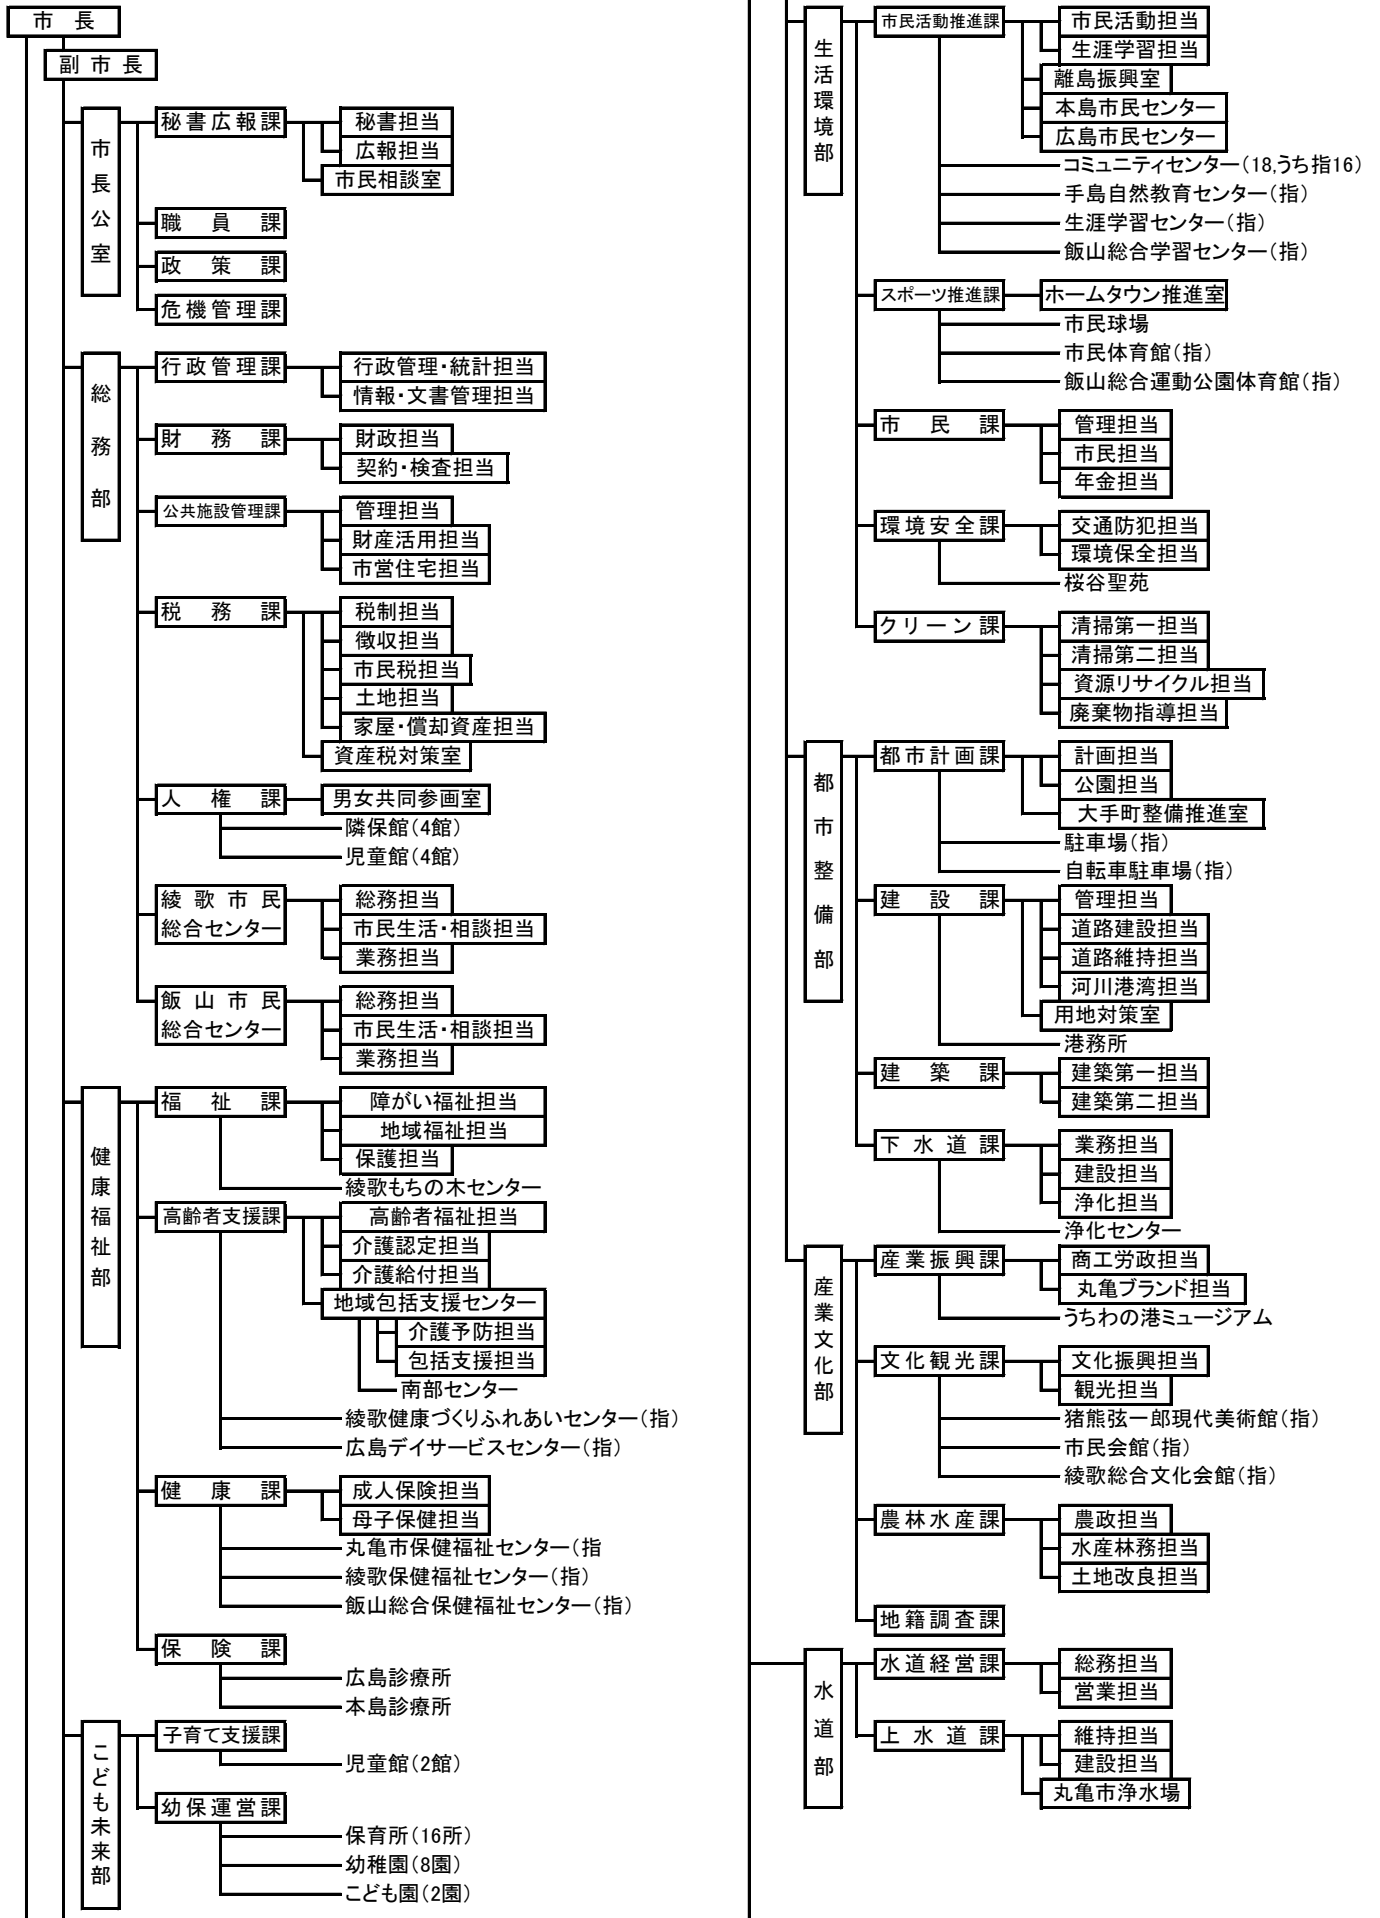 市長
副市長
市長公室
秘書広報課
秘書担当
広報担当
市民相談室
職員課
政策課
危機管理課
総務部
行政管理課
行政管理・統計担当
情報・文書管理担当
財務課
財政担当
契約・検査担当
公共施設管理課
管理担当
財産活用担当
市営住宅担当
税務課
税制担当
徴収担当
市民税担当
土地担当
家屋・償却資産担当
資産税対策室
人権課
男女共同参画室
隣保館(4館)
児童館(4館)
綾歌市民
総合センター
総務担当
市民生活・相談担当
業務担当
飯山市民
総合センター
総務担当
市民生活・相談担当
業務担当
健康福祉部
福祉課
障がい福祉担当
地域福祉担当
保護担当
綾歌もちの木センター
高齢者支援課
高齢者福祉担当
介護認定担当
介護給付担当
地域包括支援センター
介護予防担当
包括支援担当
南部センター
綾歌健康づくりふれあいセンター(指)
広島デイサービスセンター(指)
健康課
成人保険担当
母子保健担当
丸亀市保健福祉センター(指
綾歌保健福祉センター(指)
飯山総合保健福祉センター(指)
保険課
広島診療所
本島診療所
こども未来部
子育て支援課
児童館(2館)
幼保運営課
保育所(16所)
幼稚園(8園)
こども園(2園)
生活環境部
市民活動推進課
市民活動担当
生涯学習担当
離島振興室
本島市民センター
広島市民センター
コミュニティセンター(18,うち指16)
手島自然教育センター(指)
生涯学習センター(指)
飯山総合学習センター(指)
スポーツ推進課
ホームタウン推進室
市民球場
市民体育館(指)
飯山総合運動公園体育館(指)
市民課
管理担当
市民担当
年金担当
環境安全課
交通防犯担当
環境保全担当
桜谷聖苑
クリーン課
清掃第一担当
清掃第二担当
資源リサイクル担当
廃棄物指導担当
都市整備部
都市計画課
計画担当
公園担当
大手町整備推進室
駐車場(指)
自転車駐車場(指)
建設課
管理担当
道路建設担当
道路維持担当
河川港湾担当
用地対策室
港務所
建築課
建築第一担当
建築第二担当
下水道課
業務担当
建設担当
浄化担当
浄化センター
産業文化部
産業振興課
商工労政担当
丸亀ブランド担当
うちわの港ミュージアム
文化観光課
文化振興担当
観光担当
猪熊弦一郎現代美術館(指)
市民会館(指)
綾歌総合文化会館(指)
農林水産課
農政担当
水産林務担当
土地改良担当
地籍調査課
水道部
水道経営課
総務担当
営業担当
上水道課
維持担当
建設担当
丸亀市浄水場